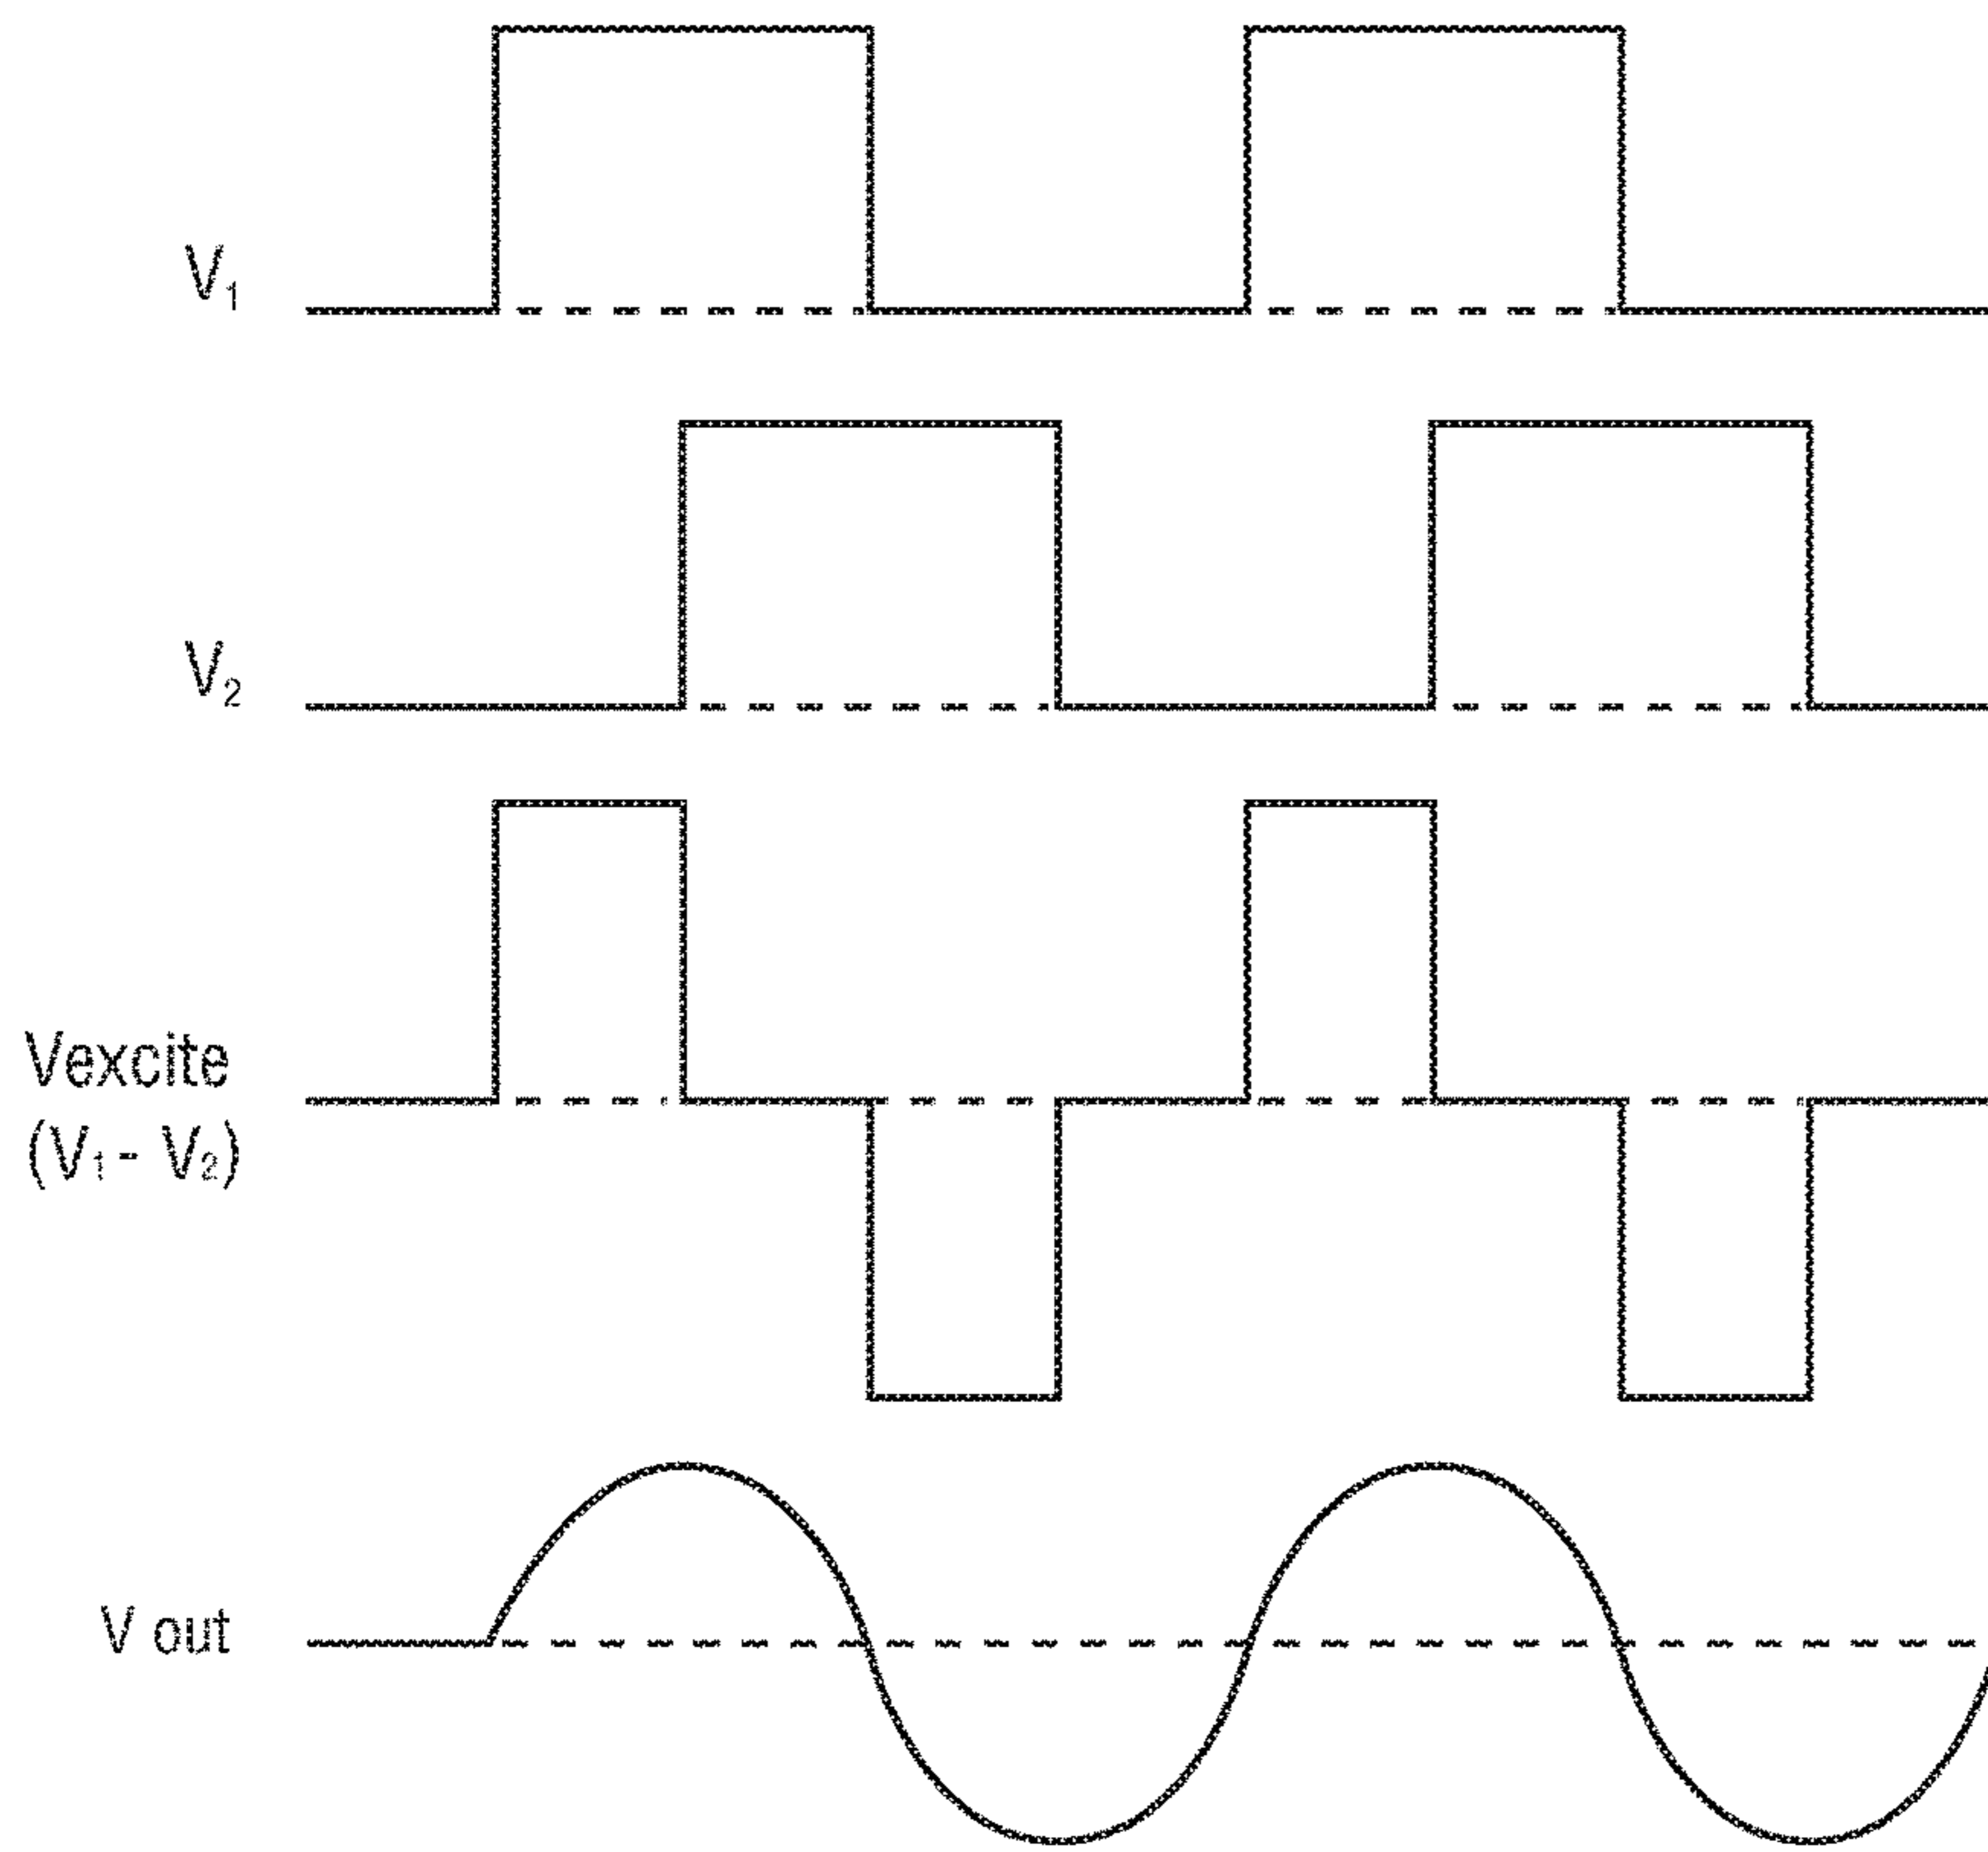 V₁
V₂
Vexcite
(V₁ - V₂)
V out